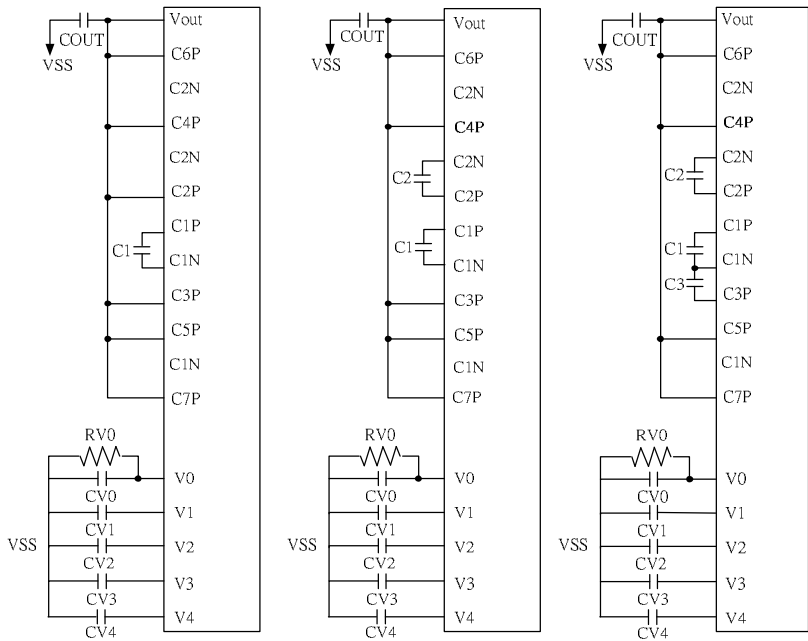 Vout
COUT
VSS
C6P
C2N
C4P
C2N
C2P
C1P
C1
C1N
C3P
C5P
C1N
C7P
RV0
V0
CV0
V1
CV1
VSS
V2
CV2
V3
CV3
V4
CV4
Vout
COUT
VSS
C6P
C2N
C4P
C2N
C2
C2P
C1P
C1
C1N
C3P
C5P
C1N
C7P
RV0
V0
CV0
V1
CV1
VSS
V2
CV2
V3
CV3
V4
CV4
Vout
COUT
VSS
C6P
C2N
C4P
C2N
C2
C2P
C1P
C1
C1N
C3
C3P
C5P
C1N
C7P
RV0
V0
CV0
V1
CV1
VSS
V2
CV2
V3
CV3
V4
CV4